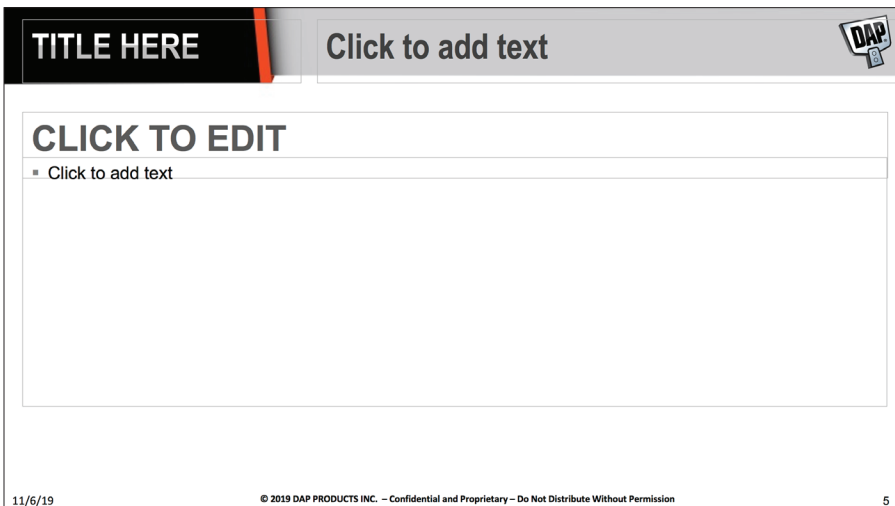 TITLE HERE
Click to add text
DAP
CLICK TO EDIT
Click to add text
11/6/19
© 2019 DAP PRODUCTS INC. – Confidential and Proprietary – Do Not Distribute Without Permission
5